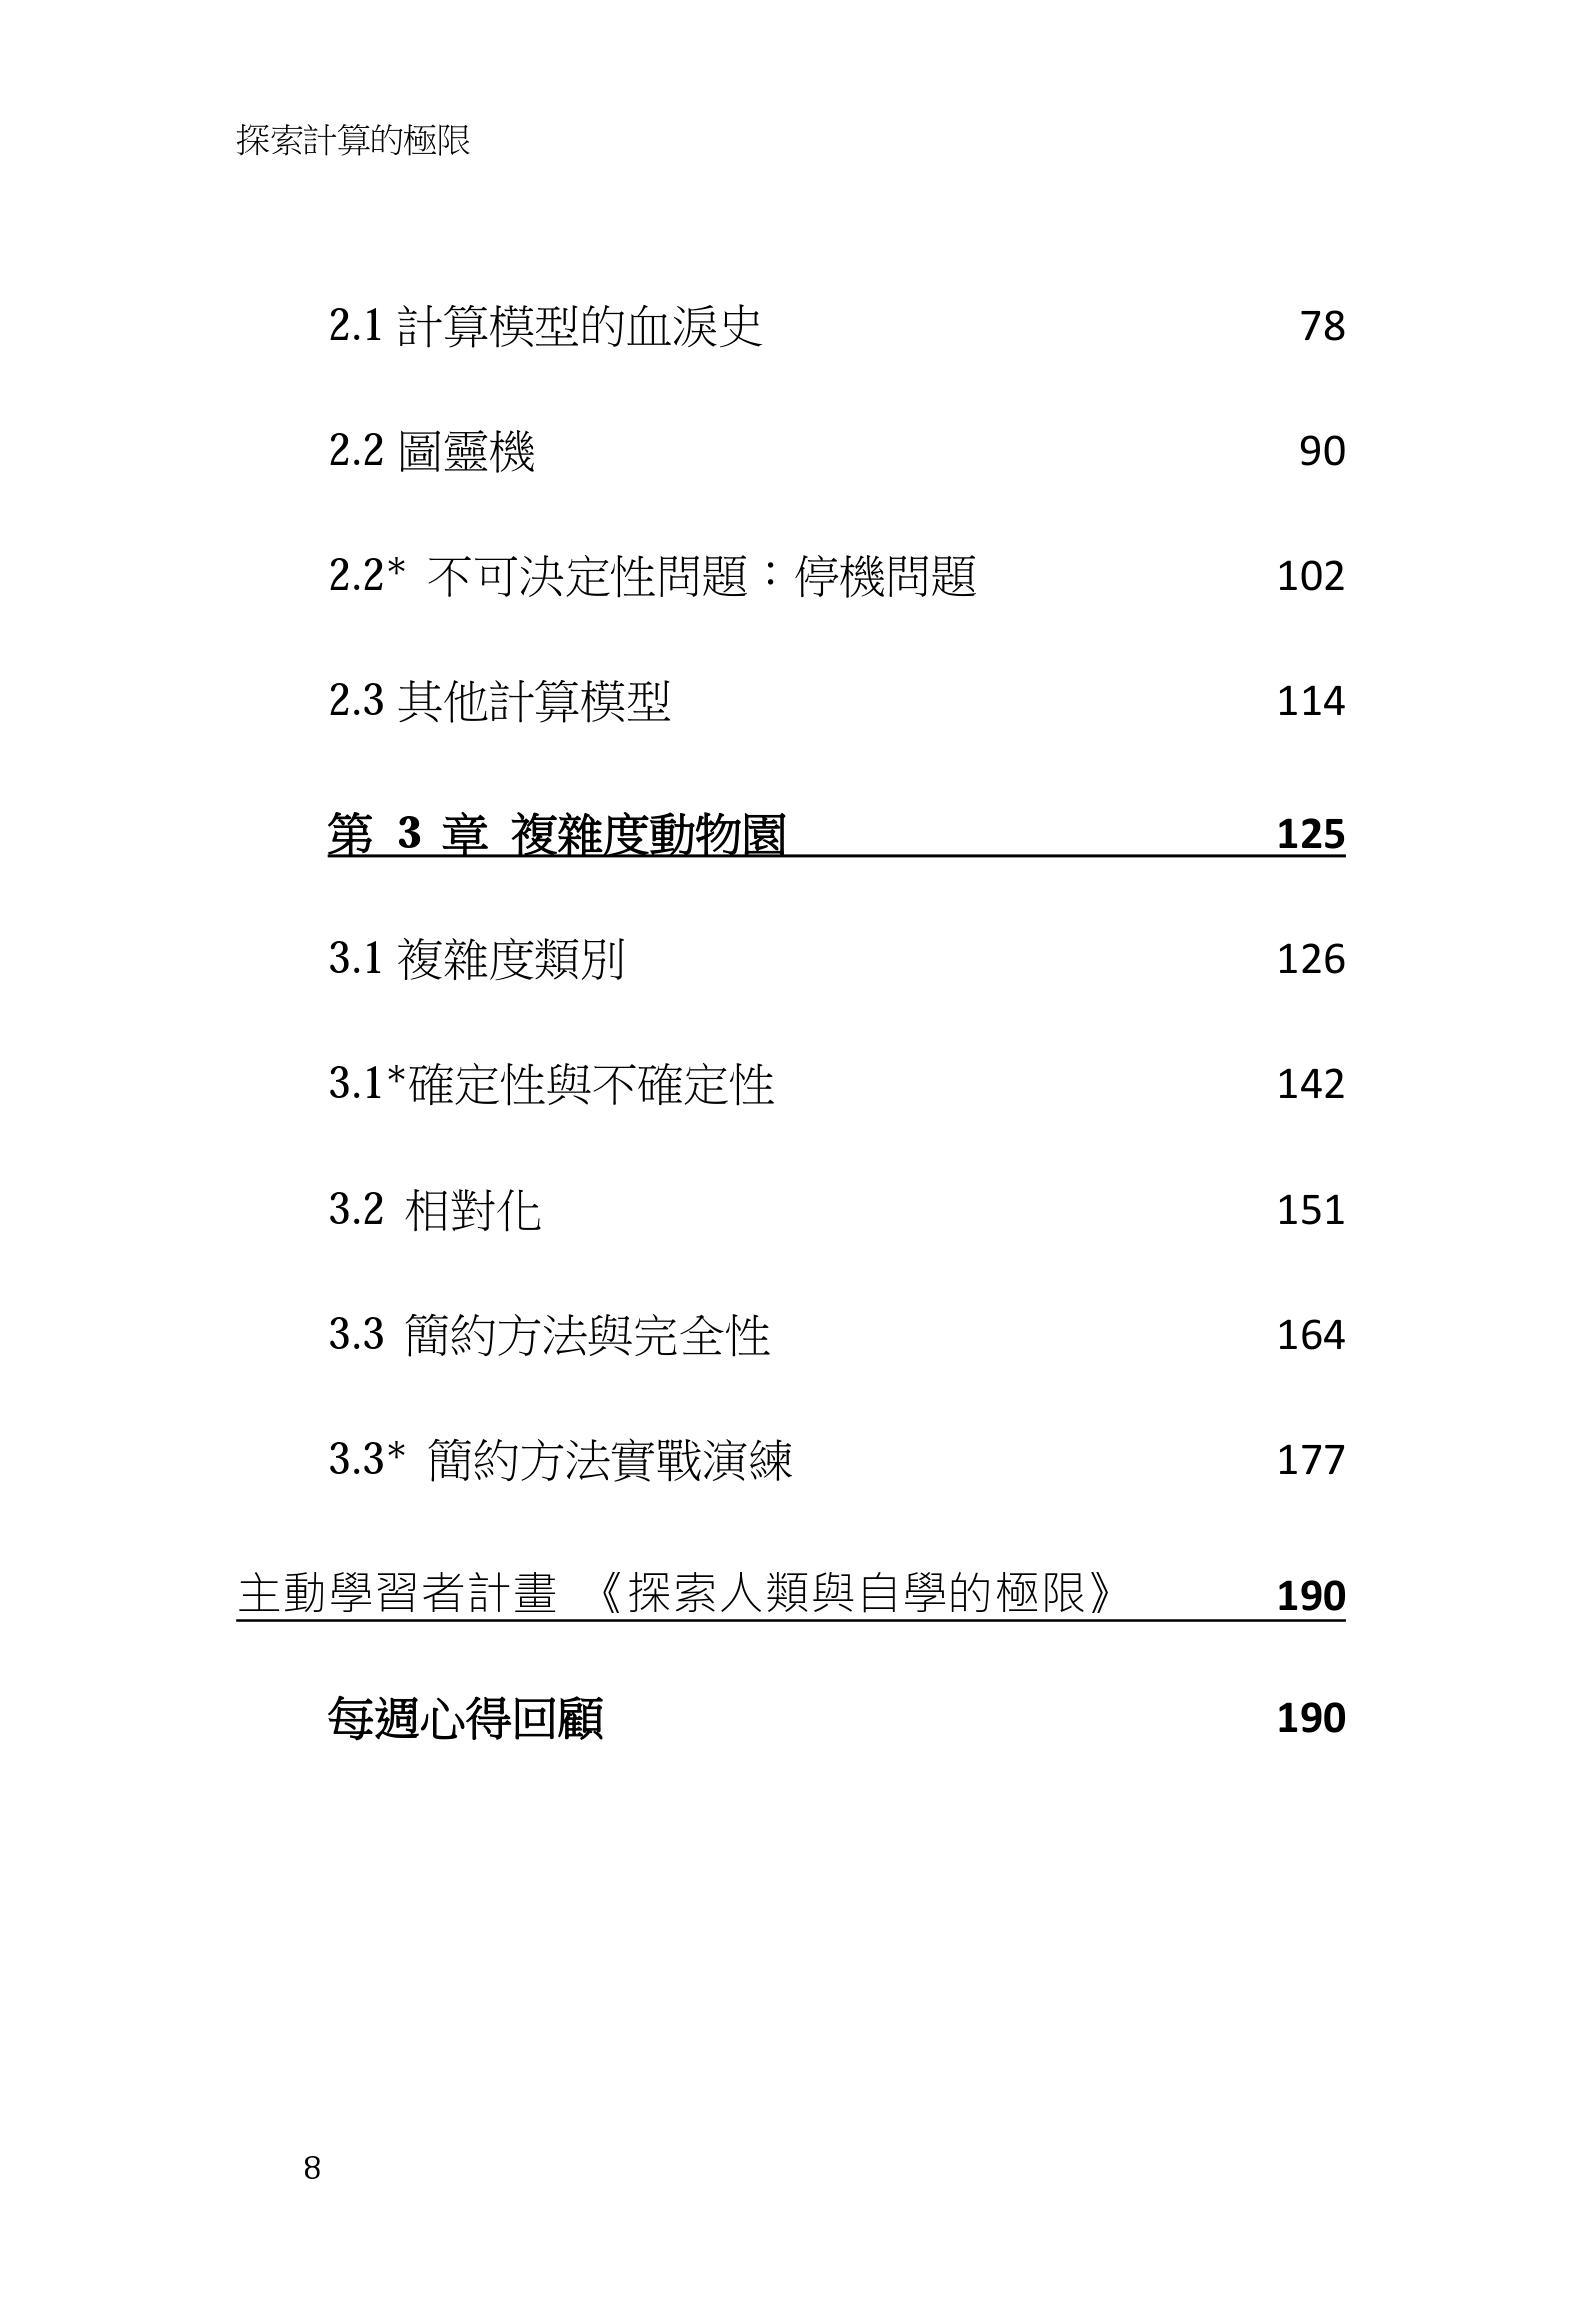 探索計算的極限
2.1 計算模型的血淚史 78
2.2 圖靈機 90
2.2* 不可決定性問題：停機問題 102
2.3 其他計算模型 114
第 3 章 複雜度動物園 125
3.1 複雜度類別 126
3.1*確定性與不確定性 142
3.2 相對化 151
3.3 簡約方法與完全性 164
3.3* 簡約方法實戰演練 177
主動學習者計畫 《探索人類與自學的極限》 190
每週心得回顧 190
8